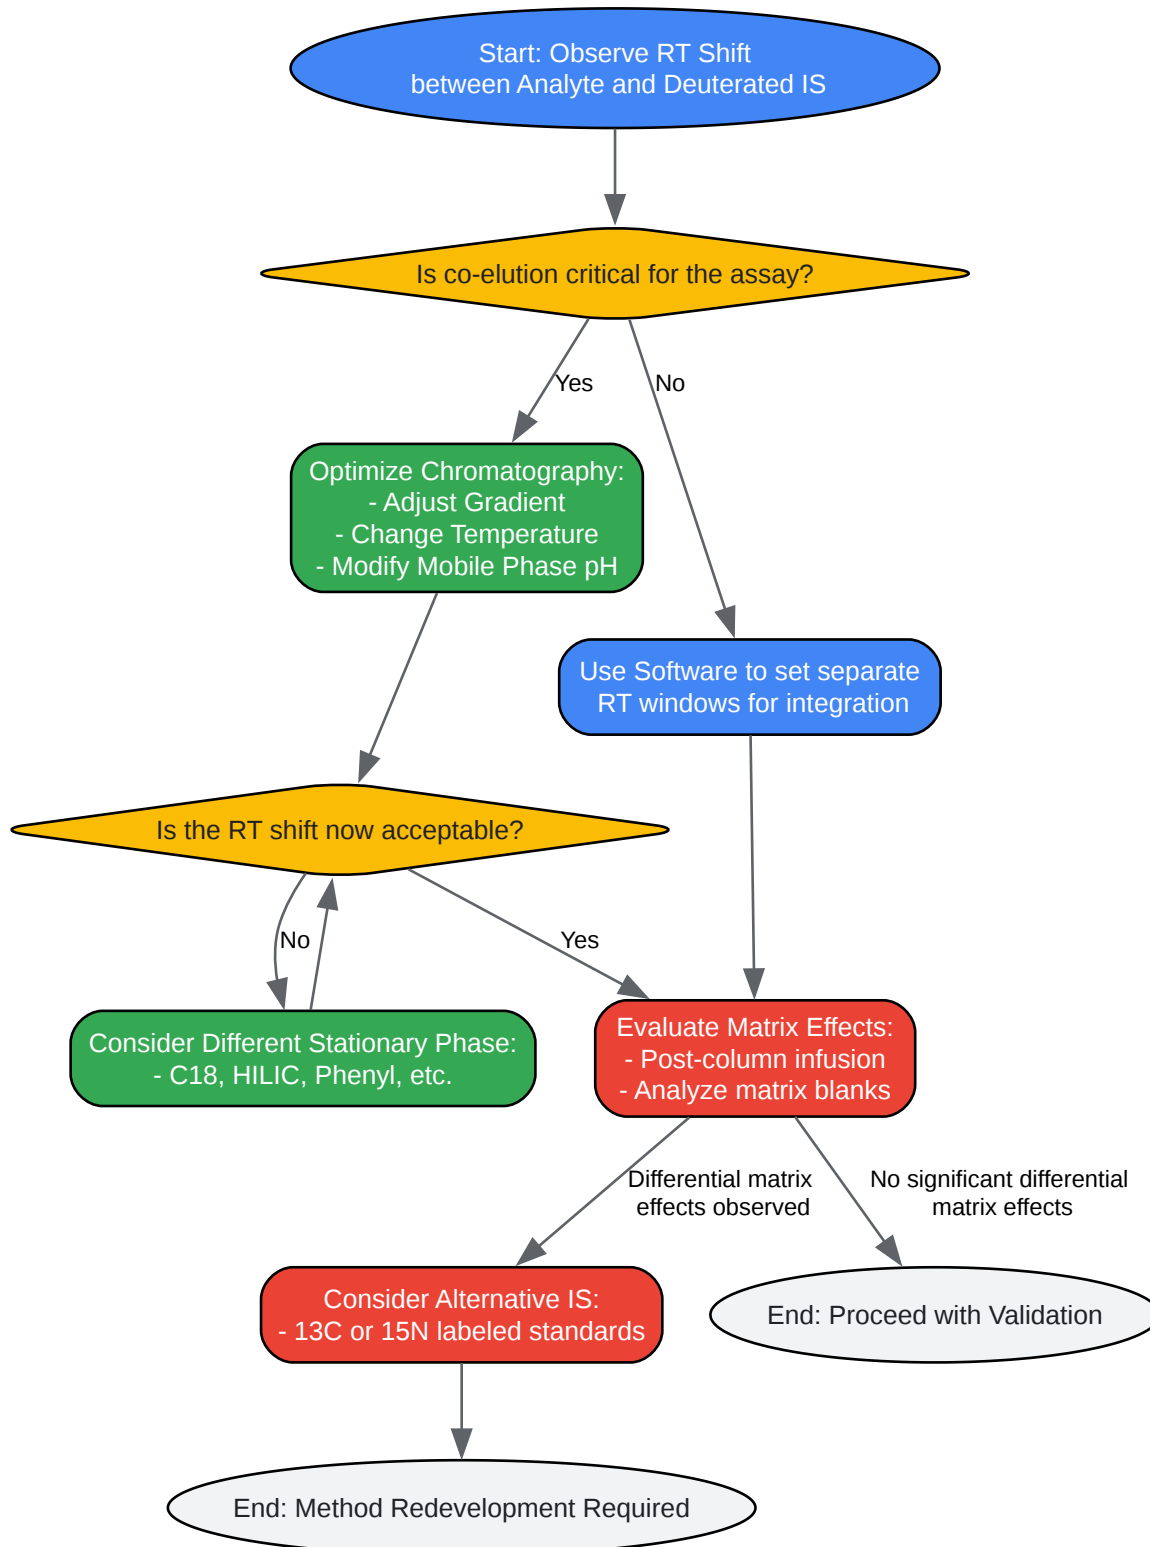 Start: Observe RT Shift
between Analyte and Deuterated IS
Is co-elution critical for the assay?
Yes
No
Optimize Chromatography:
- Adjust Gradient
- Change Temperature
- Modify Mobile Phase pH
Use Software to set separate
RT windows for integration
Is the RT shift now acceptable?
No
Yes
Consider Different Stationary Phase:
- C18, HILIC, Phenyl, etc.
Evaluate Matrix Effects:
- Post-column infusion
- Analyze matrix blanks
Differential matrix
effects observed
No significant differential
matrix effects
Consider Alternative IS:
- 13C or 15N labeled standards
End: Proceed with Validation
End: Method Redevelopment Required